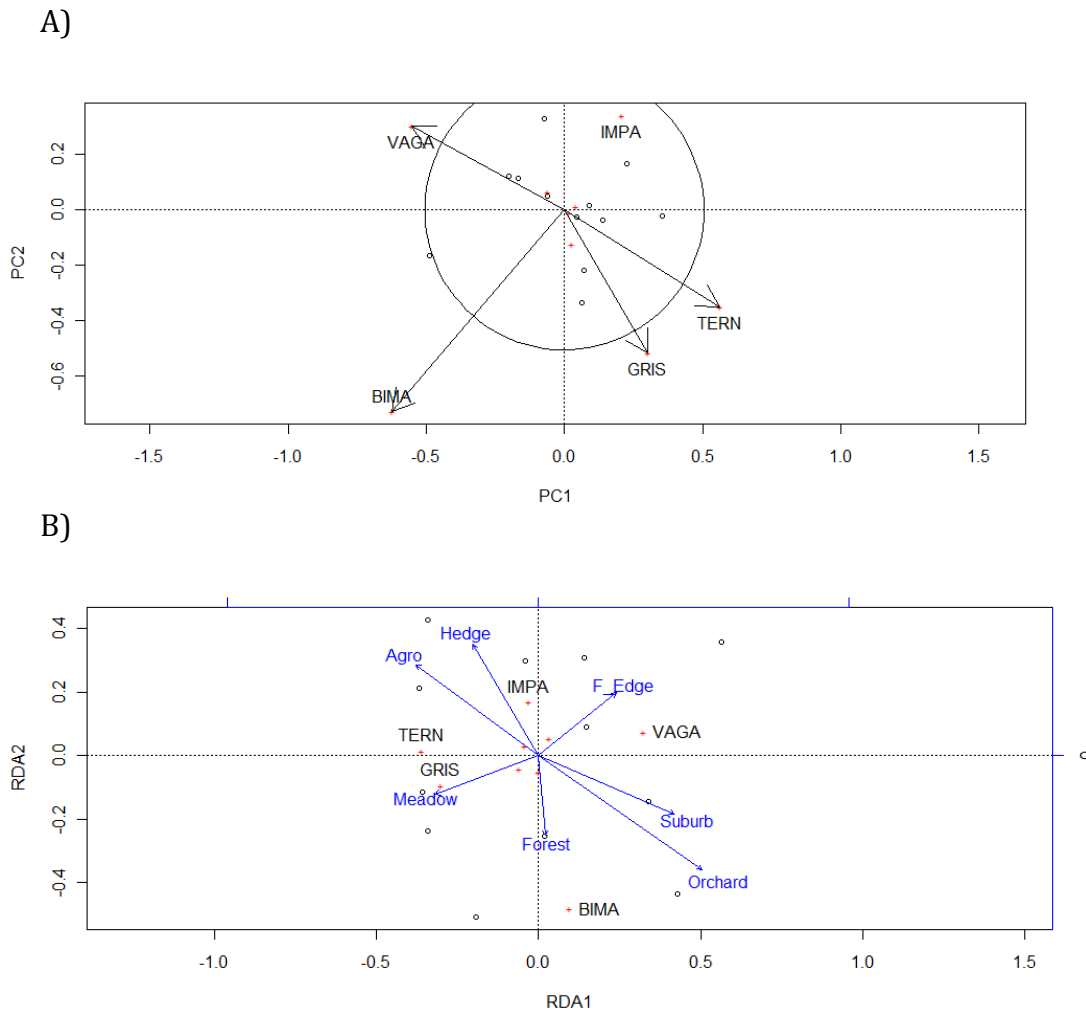 A)
VAGA
IMPA
TERN
GRIS
BIMA
0.2
0.0
-0.2
-0.4
-0.6
PC2
-1.5 -1.0 -0.5 0.0 0.5 1.0 1.5
PC1
B)
Hedge
Agro
IMPA
F_Edge
VAGA
TERN
GRIS
Meadow
Suburb
Forest
Orchard
BIMA
0.4
0.2
0.0
-0.2
-0.4
RDA2
0
-1.0 -0.5 0.0 0.5 1.0 1.5
RDA1